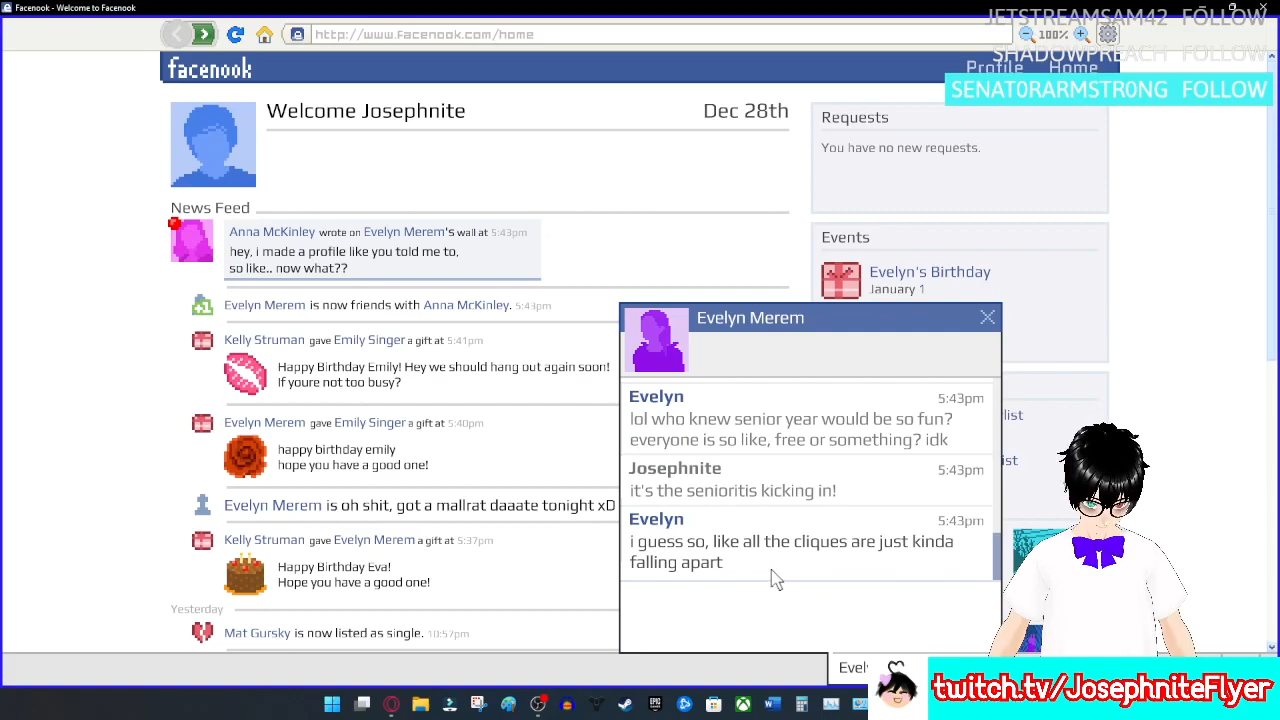 Facenook - Welcome to Facenook
http://www.facenook.com/home
100%
JETSTREAMSAM42 FOLLOW
SHADOWPREACH FOLLOW
SENAT0RARMSTR0NG FOLLOW
facenook
Profile Home
Welcome Josephnite
Dec 28th
News Feed
Anna McKinley wrote on Evelyn Merem's wall at 5:43pm
hey, i made a profile like you told me to,
so like.. now what??
Evelyn Merem is now friends with Anna McKinley. 5:43pm
Kelly Struman gave Emily Singer a gift at 5:41pm
Happy Birthday Emily! Hey we should hang out again soon!
If youre not too busy?
Evelyn Merem gave Emily Singer a gift at 5:40pm
happy birthday emily
hope you have a good one!
Evelyn Merem is oh shit, got a mallrat daaate tonight xD
Kelly Struman gave Evelyn Merem a gift at 5:37pm
Happy Birthday Eva!
Hope you have a good one!
Yesterday
Mat Gursky is now listed as single. 10:57pm
Requests
You have no new requests.
Events
Evelyn's Birthday
January 1
list
ist
Evelyn Merem
Evelyn 5:43pm
lol who knew senior year would be so fun?
everyone is so like, free or something? idk
Josephnite 5:43pm
it's the senioritis kicking in!
Evelyn 5:43pm
i guess so, like all the cliques are just kinda
falling apart
Evel
twitch.tv/JosephniteFlyer